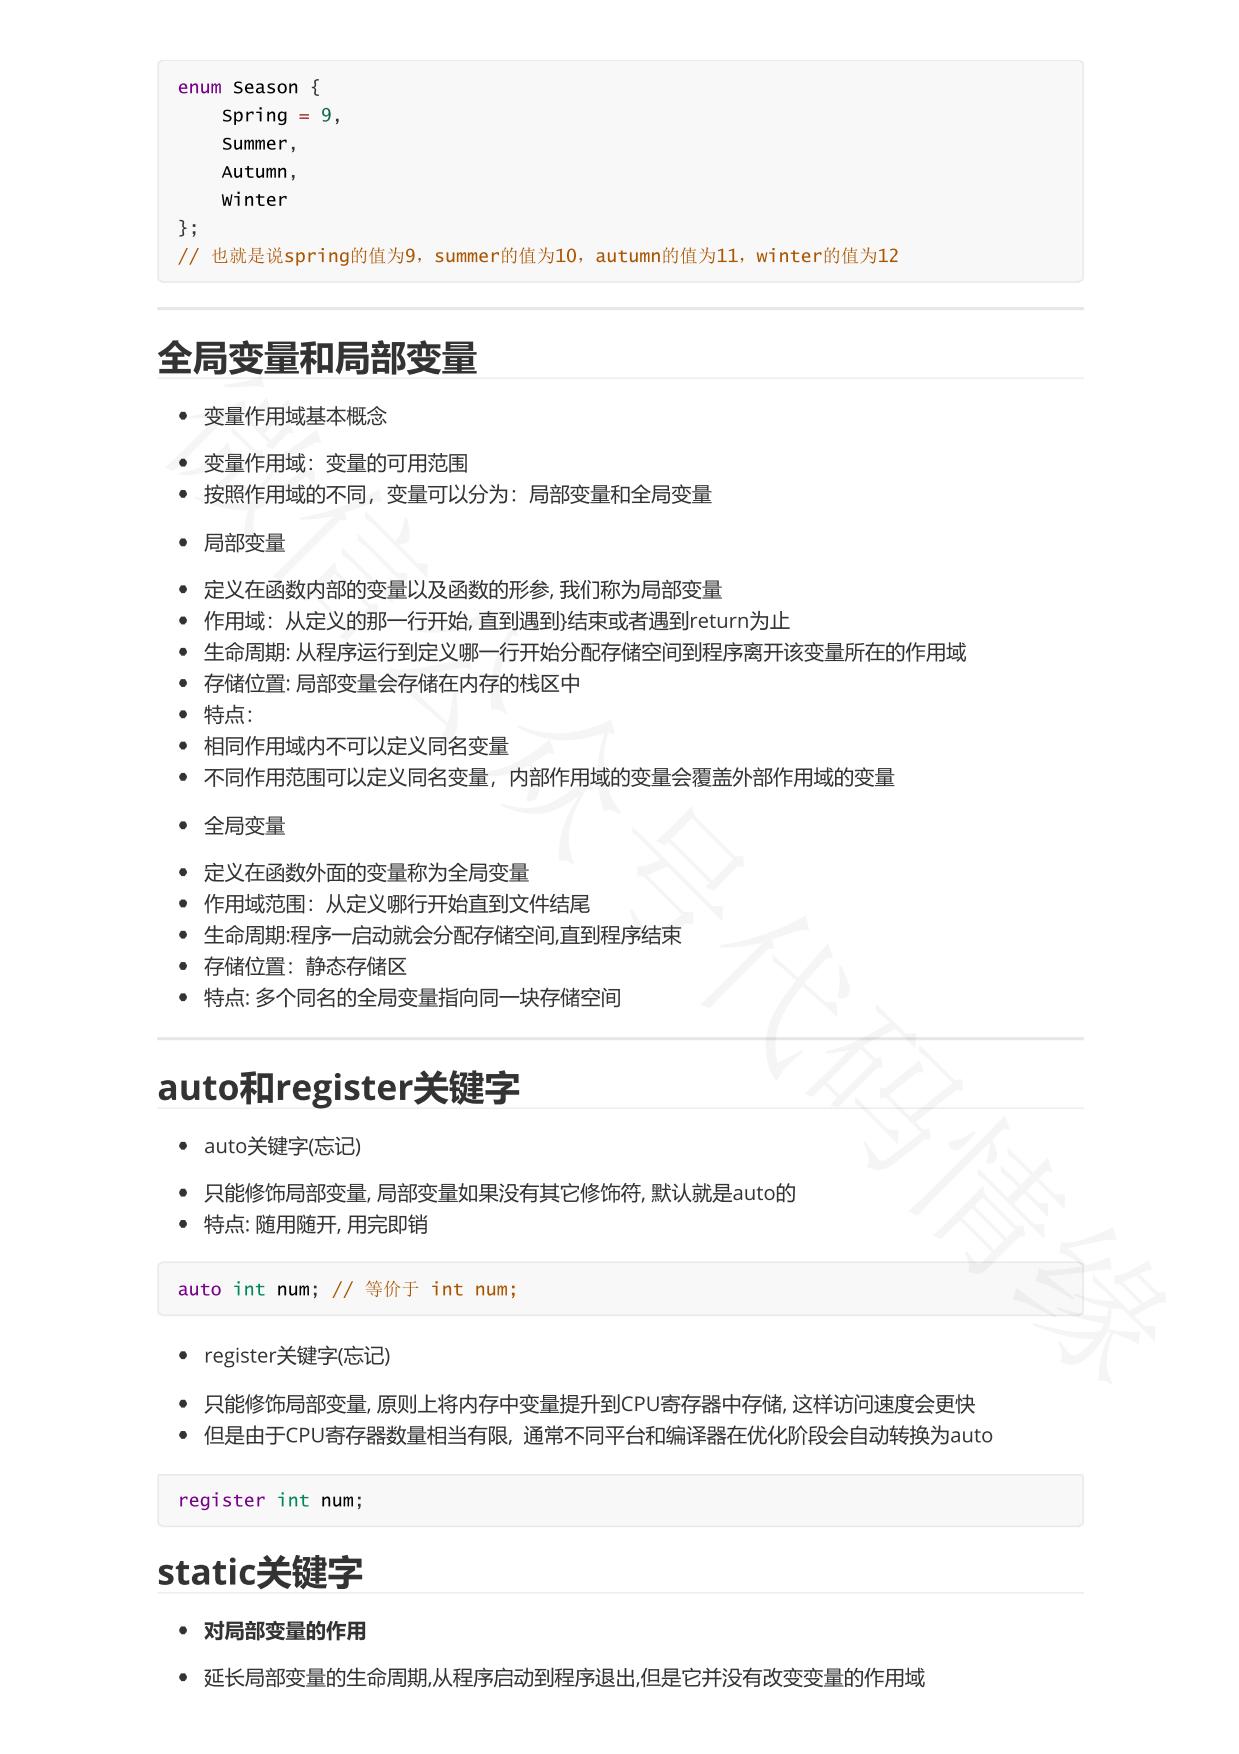 enum Season {
    Spring = 9,
    Summer,
    Autumn,
    Winter
};
// 也就是说spring的值为9，summer的值为10，autumn的值为11，winter的值为12
全局变量和局部变量
• 变量作用域基本概念
• 变量作用域：变量的可用范围
• 按照作用域的不同，变量可以分为：局部变量和全局变量
• 局部变量
• 定义在函数内部的变量以及函数的形参, 我们称为局部变量
• 作用域：从定义的那一行开始, 直到遇到}结束或者遇到return为止
• 生命周期: 从程序运行到定义哪一行开始分配存储空间到程序离开该变量所在的作用域
• 存储位置: 局部变量会存储在内存的栈区中
• 特点：
• 相同作用域内不可以定义同名变量
• 不同作用范围可以定义同名变量，内部作用域的变量会覆盖外部作用域的变量
• 全局变量
• 定义在函数外面的变量称为全局变量
• 作用域范围：从定义哪行开始直到文件结尾
• 生命周期:程序一启动就会分配存储空间,直到程序结束
• 存储位置：静态存储区
• 特点: 多个同名的全局变量指向同一块存储空间
auto和register关键字
• auto关键字(忘记)
• 只能修饰局部变量, 局部变量如果没有其它修饰符, 默认就是auto的
• 特点: 随用随开, 用完即销
auto int num; // 等价于 int num;
• register关键字(忘记)
• 只能修饰局部变量, 原则上将内存中变量提升到CPU寄存器中存储, 这样访问速度会更快
• 但是由于CPU寄存器数量相当有限, 通常不同平台和编译器在优化阶段会自动转换为auto
register int num;
static关键字
• 对局部变量的作用
• 延长局部变量的生命周期,从程序启动到程序退出,但是它并没有改变变量的作用域
微信公众号代码情缘